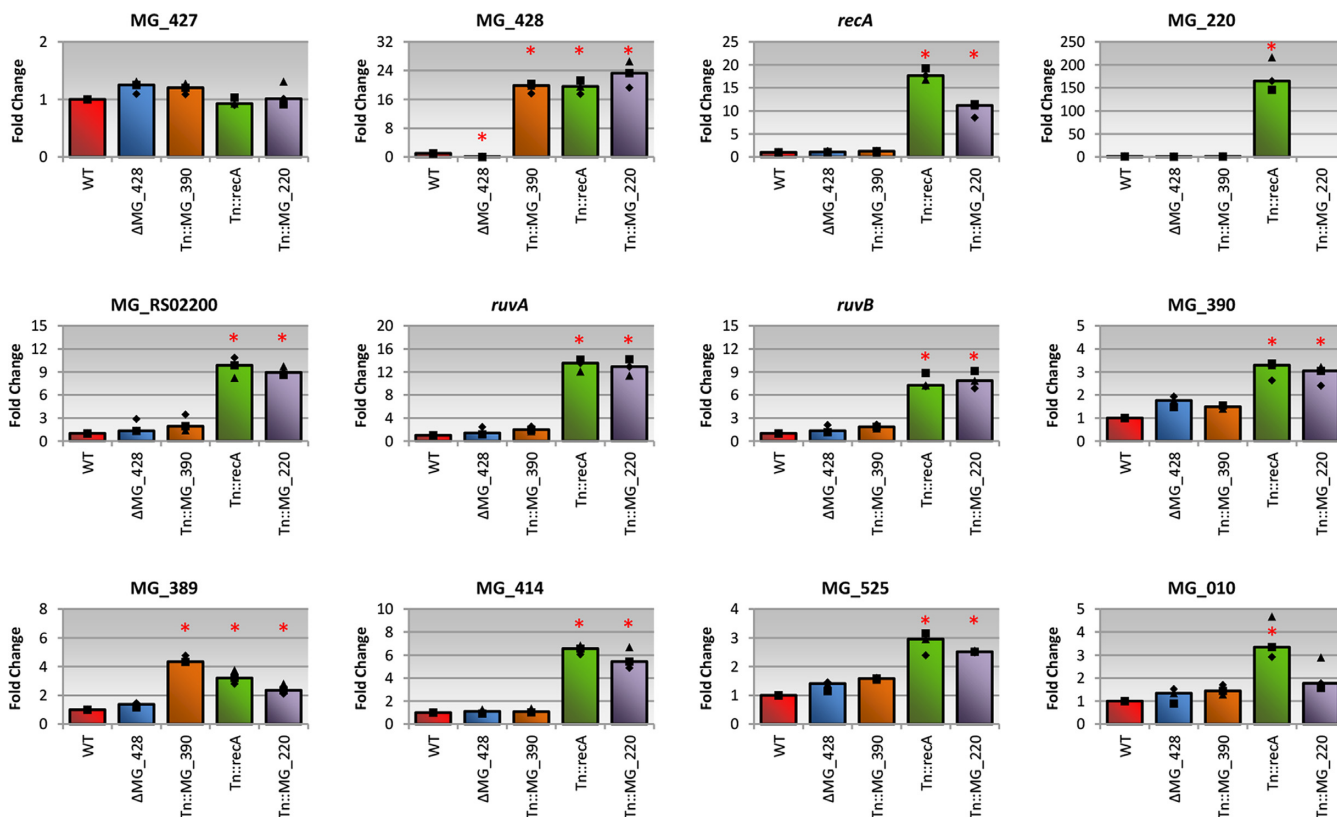 MG_427
MG_428
recA
MG_220
Fold Change
2
1
0
Fold Change
32
24
16
8
0
*
*
*
*
Fold Change
25
20
15
10
5
0
*
*
Fold Change
250
200
150
100
50
0
*
WT
ΔMG_428
Tn::MG_390
Tn::recA
Tn::MG_220
WT
ΔMG_428
Tn::MG_390
Tn::recA
Tn::MG_220
WT
ΔMG_428
Tn::MG_390
Tn::recA
Tn::MG_220
WT
ΔMG_428
Tn::MG_390
Tn::recA
Tn::MG_220
MG_RS02200
ruvA
ruvB
MG_390
Fold Change
15
12
9
6
3
0
*
*
Fold Change
20
16
12
8
4
0
*
*
Fold Change
15
12
9
6
3
0
*
*
Fold Change
5
4
3
2
1
0
*
*
WT
ΔMG_428
Tn::MG_390
Tn::recA
Tn::MG_220
WT
ΔMG_428
Tn::MG_390
Tn::recA
Tn::MG_220
WT
ΔMG_428
Tn::MG_390
Tn::recA
Tn::MG_220
WT
ΔMG_428
Tn::MG_390
Tn::recA
Tn::MG_220
MG_389
MG_414
MG_525
MG_010
Fold Change
8
6
4
2
0
*
*
*
Fold Change
10
8
6
4
2
0
*
*
Fold Change
4
3
2
1
0
*
*
Fold Change
5
4
3
2
1
0
*
WT
ΔMG_428
Tn::MG_390
Tn::recA
Tn::MG_220
WT
ΔMG_428
Tn::MG_390
Tn::recA
Tn::MG_220
WT
ΔMG_428
Tn::MG_390
Tn::recA
Tn::MG_220
WT
ΔMG_428
Tn::MG_390
Tn::recA
Tn::MG_220